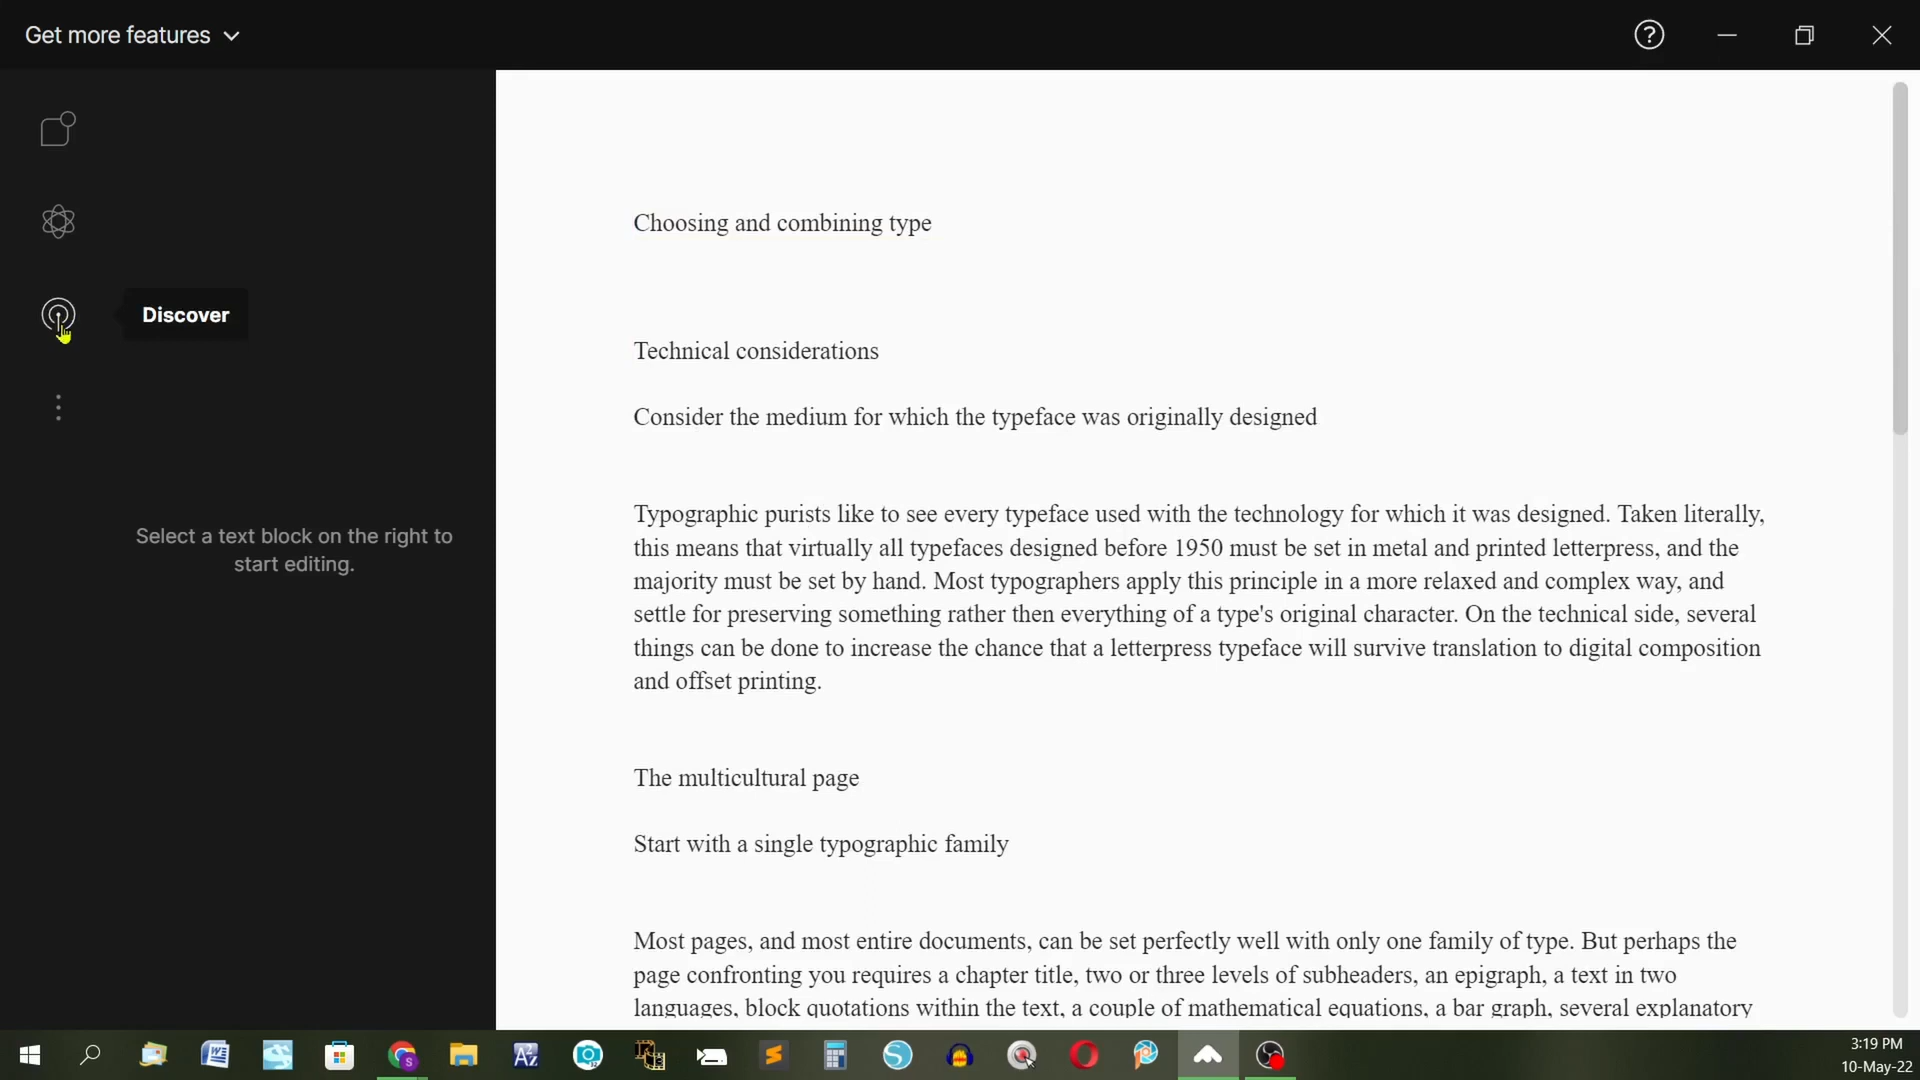 Get more features
Discover
Select a text block on the right to
start editing.
Choosing and combining type
Technical considerations
Consider the medium for which the typeface was originally designed
Typographic purists like to see every typeface used with the technology for which it was designed. Taken literally,
this means that virtually all typefaces designed before 1950 must be set in metal and printed letterpress, and the
majority must be set by hand. Most typographers apply this principle in a more relaxed and complex way, and
settle for preserving something rather then everything of a type's original character. On the technical side, several
things can be done to increase the chance that a letterpress typeface will survive translation to digital composition
and offset printing.
The multicultural page
Start with a single typographic family
Most pages, and most entire documents, can be set perfectly well with only one family of type. But perhaps the
page confronting you requires a chapter title, two or three levels of subheaders, an epigraph, a text in two
languages, block quotations within the text, a couple of mathematical equations, a bar graph, several explanatory
3:19 PM
10-May-22